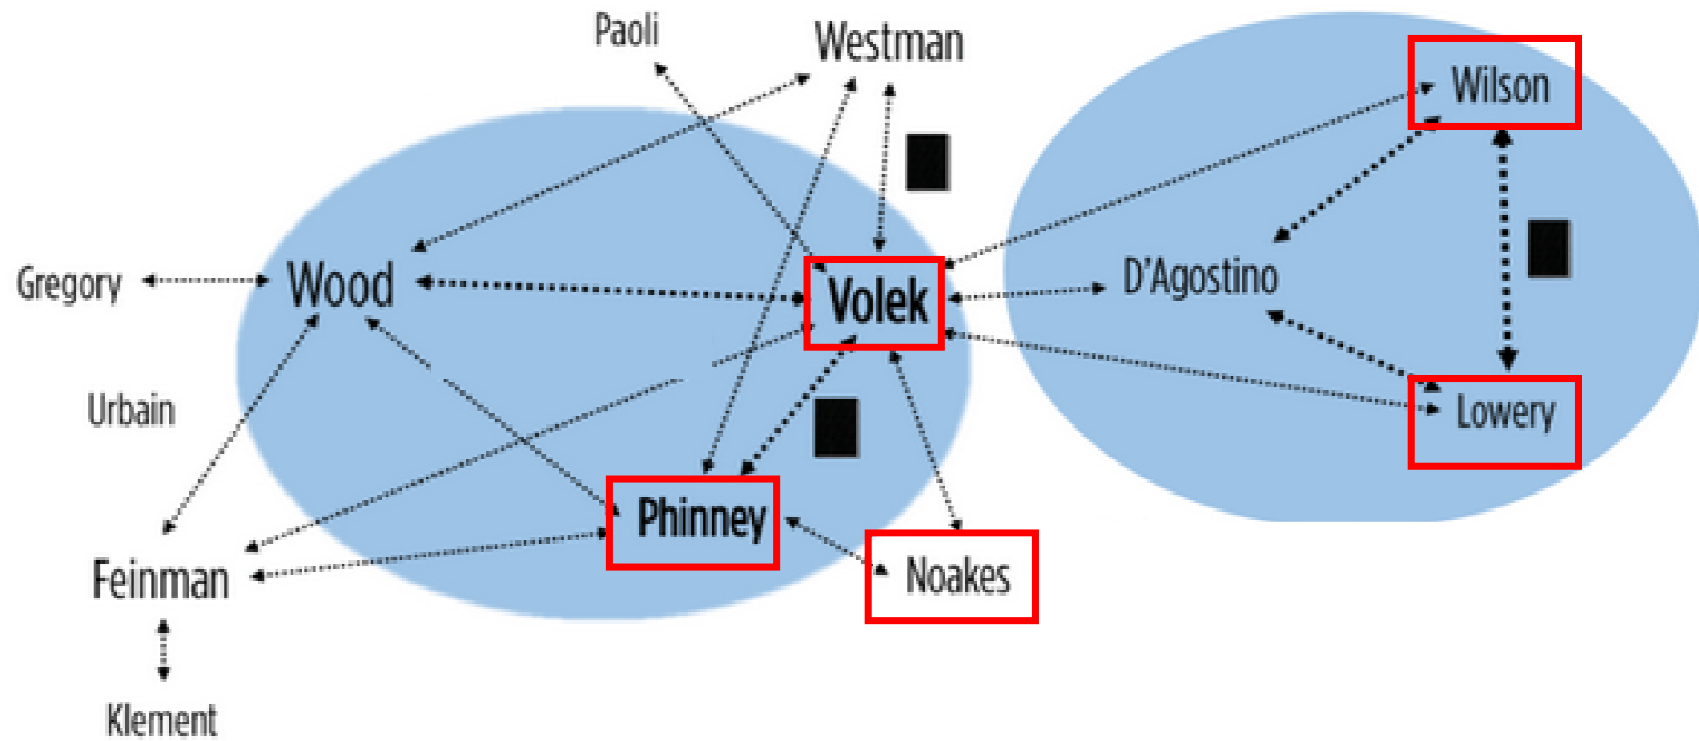 Paoli
Westman
Wilson
Gregory
Wood
Volek
D'Agostino
Urbain
Lowery
Phinney
Feinman
Noakes
Klement